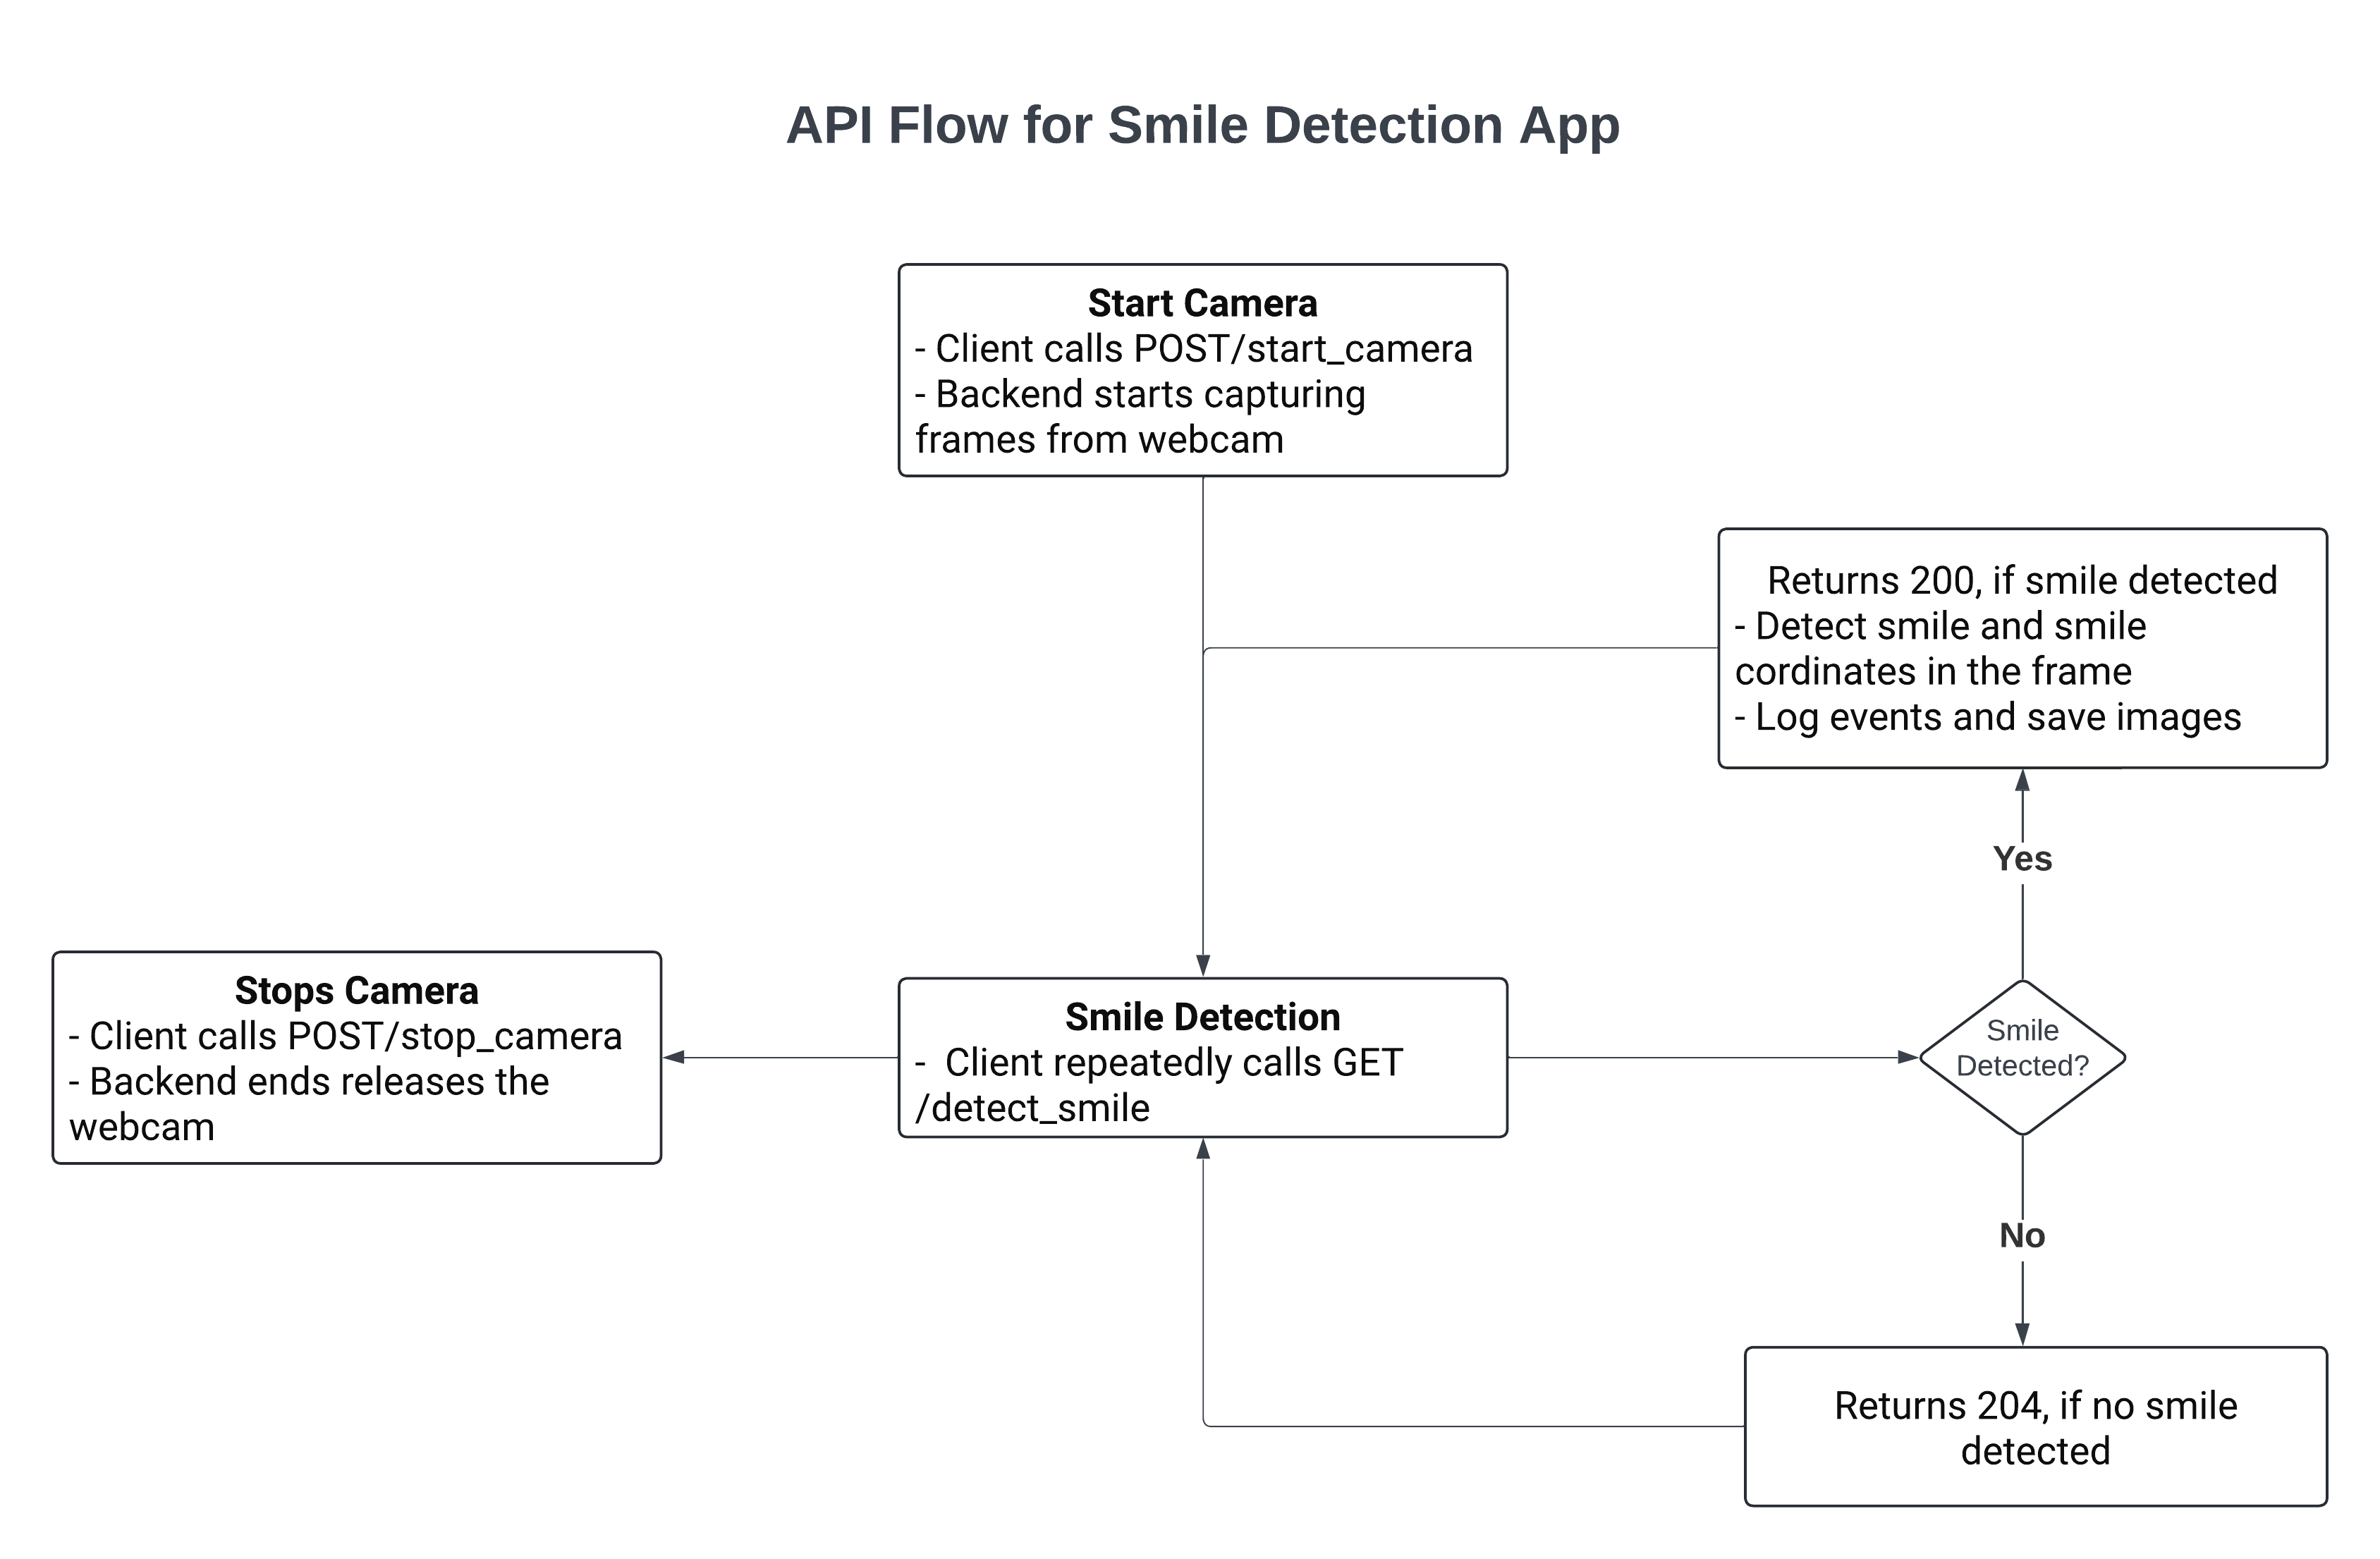 API Flow for Smile Detection App
Start Camera
- Client calls POST/start_camera
- Backend starts capturing
frames from webcam
Returns 200, if smile detected
- Detect smile and smile
cordinates in the frame
- Log events and save images
Yes
Stops Camera
- Client calls POST/stop_camera
- Backend ends releases the
webcam
Smile Detection
-  Client repeatedly calls GET
/detect_smile
Smile
Detected?
No
Returns 204, if no smile
detected